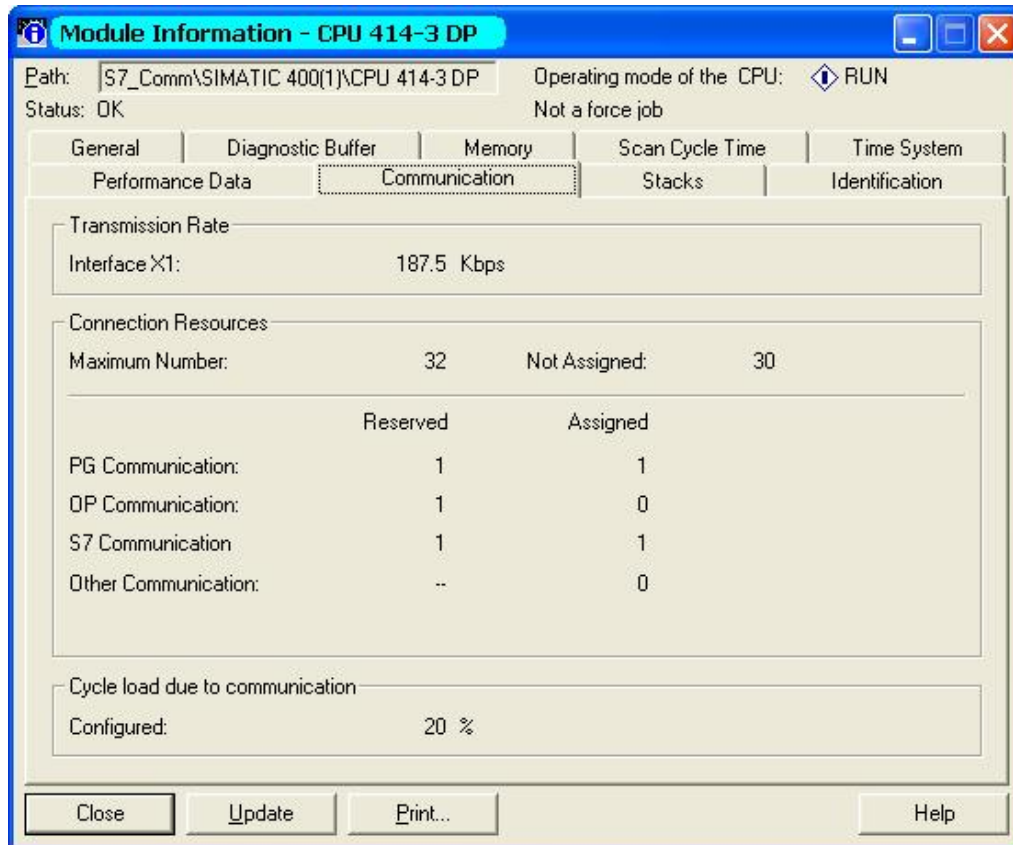 Module Information - CPU 414-3 DP
Path: S7_Comm\SIMATIC 400(1)\CPU 414-3 DP Operating mode of the CPU: RUN
Status: OK Not a force job
General Diagnostic Buffer Memory Scan Cycle Time Time System
Performance Data Communication Stacks Identification
Transmission Rate
Interface X1: 187.5 Kbps
Connection Resources
Maximum Number: 32 Not Assigned: 30
Reserved Assigned
PG Communication: 1 1
OP Communication: 1 0
S7 Communication 1 1
Other Communication: -- 0
Cycle load due to communication
Configured: 20 %
Close Update Print... Help